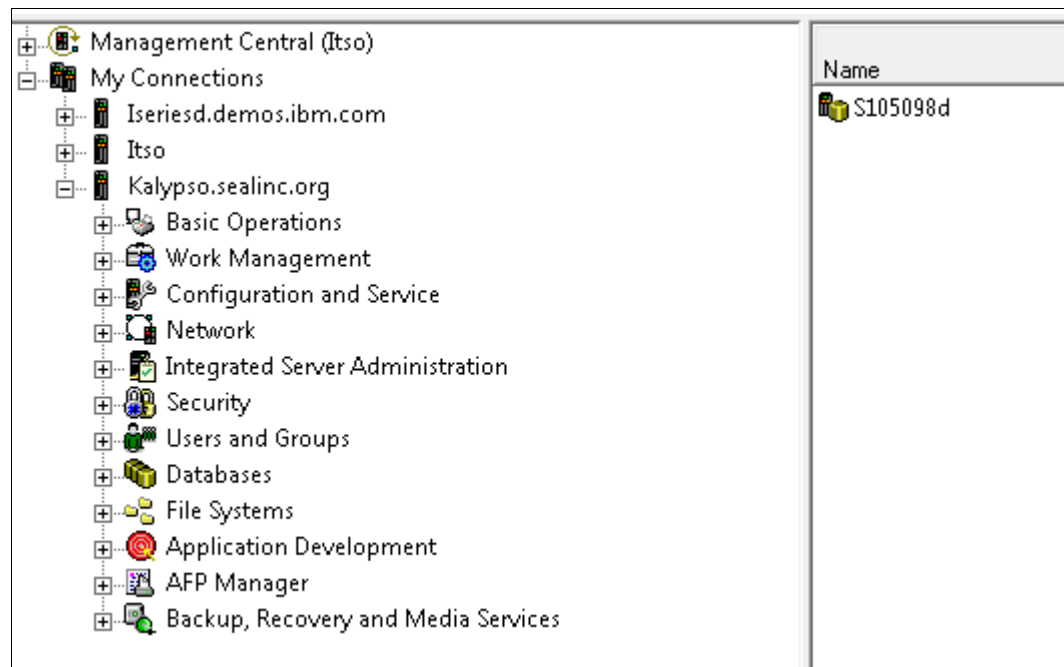 Management Central (Itso)
My Connections
Iseriesd.demos.ibm.com
Itso
Kalypso.sealinc.org
Basic Operations
Work Management
Configuration and Service
Network
Integrated Server Administration
Security
Users and Groups
Databases
File Systems
Application Development
AFP Manager
Backup, Recovery and Media Services
Name
S105098d